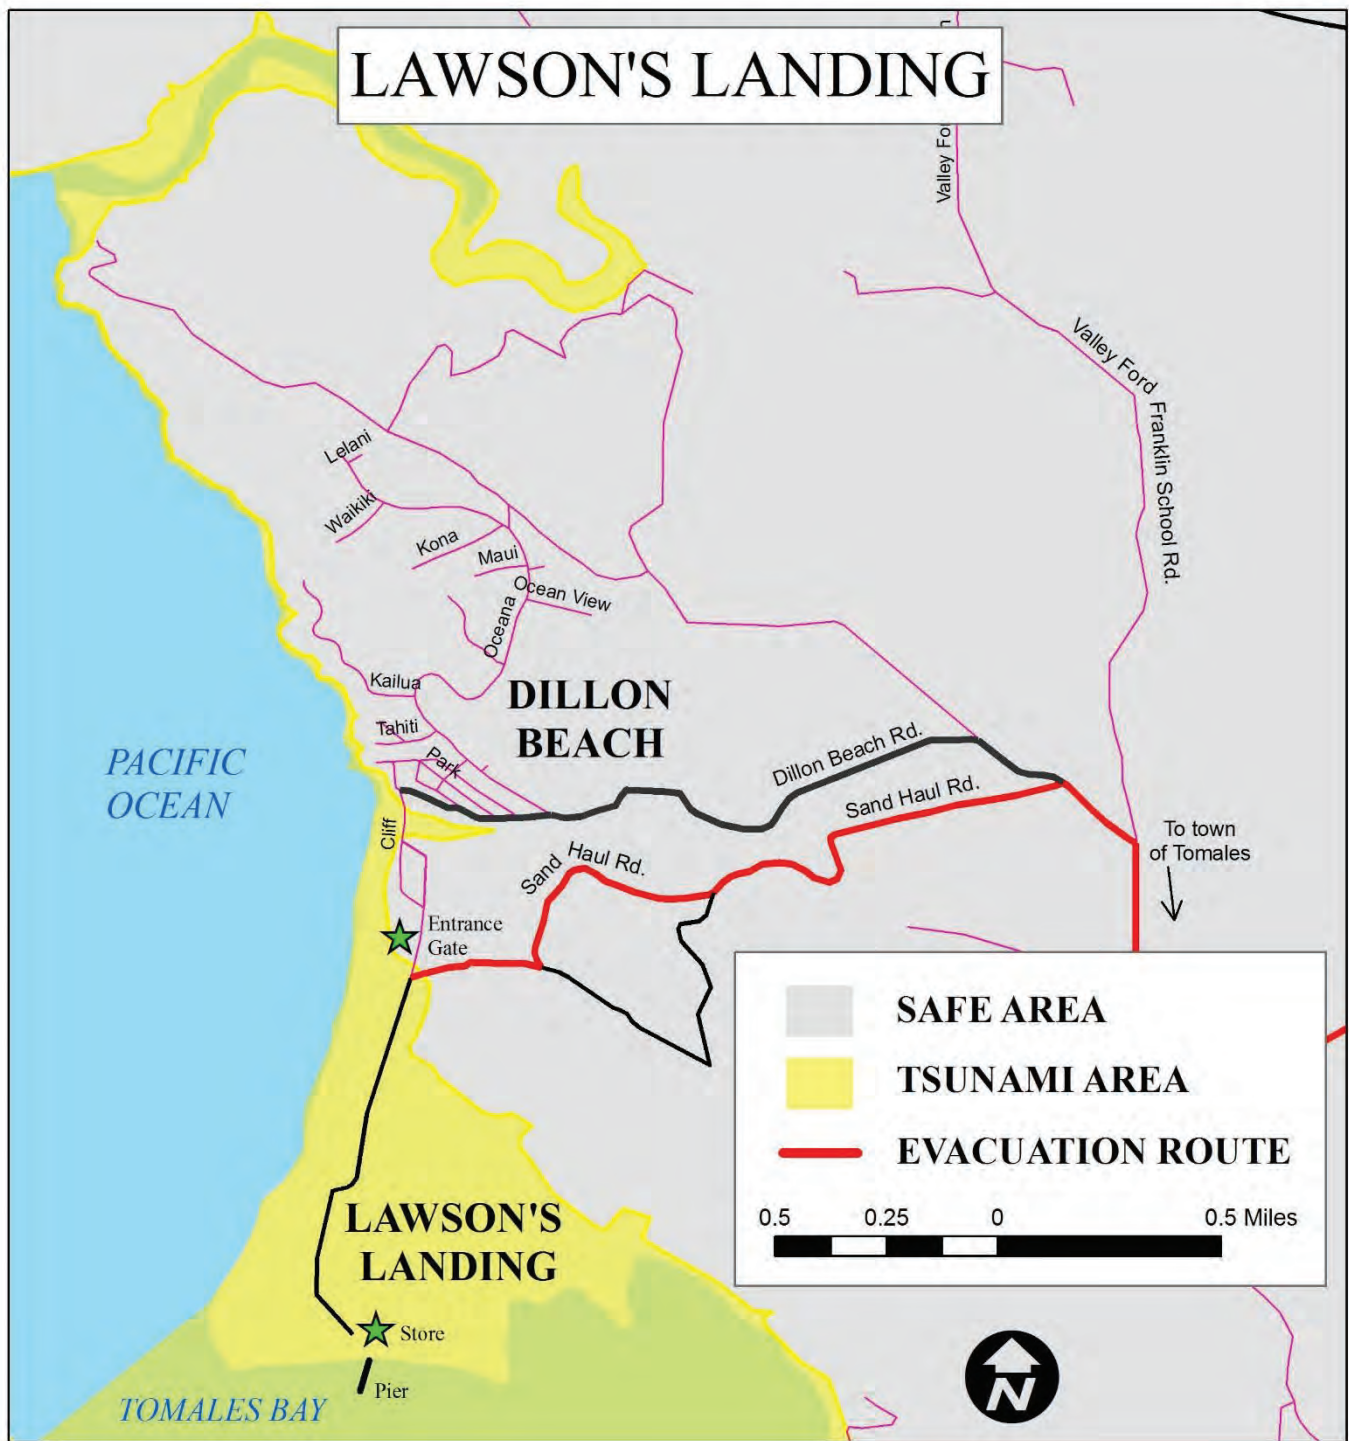 LAWSON'S LANDING
Valley For
Valley Ford
Franklin School Rd.
Lelani
Waikiki
Kona
Maui
Ocean View
Oceana
Kailua
DILLON
BEACH
Tahiti
Park
PACIFIC
OCEAN
Dillon Beach Rd.
Sand Haul Rd.
Cliff
Sand Haul Rd.
To town
of Tomales
Entrance
Gate
SAFE AREA
TSUNAMI AREA
EVACUATION ROUTE
0.5 0.25 0 0.5 Miles
LAWSON'S
LANDING
Store
Pier
TOMALES BAY
N